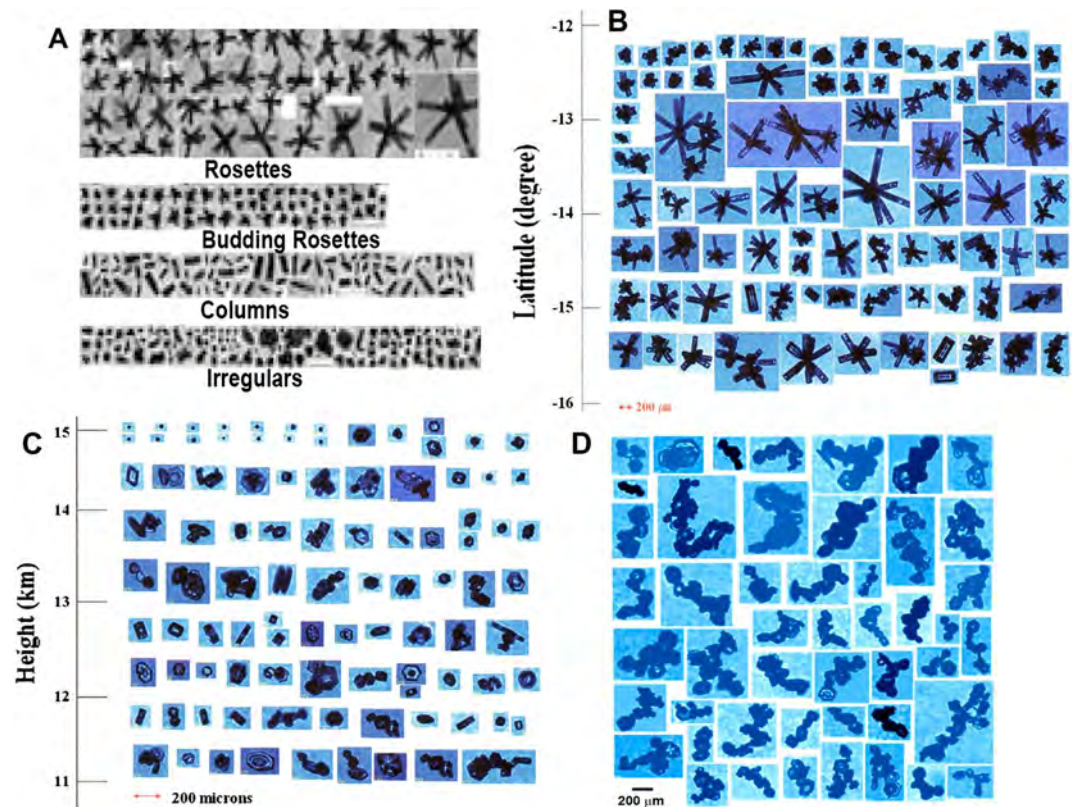 A
Rosettes
Budding Rosettes
Columns
Irregulars
B
Latitude (degree)
-12
-13
-14
-15
-16
200 μm
C
Height (km)
15
14
13
12
11
200 microns
D
200 μm